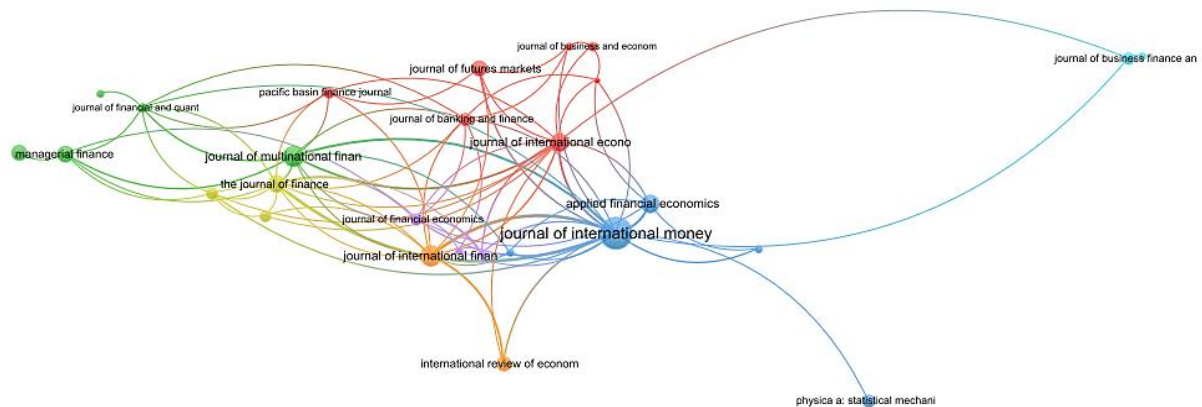 journal of business and econom
journal of business finance an
journal of futures markets
pacific basin finance journal
journal of financial and quant
journal of banking and finance
journal of international econo
managerial finance
journal of multinational finan
the journal of finance
applied financial economics
journal of financial economics
journal of international money
journal of international finan
international review of econom
physica a: statistical mechani